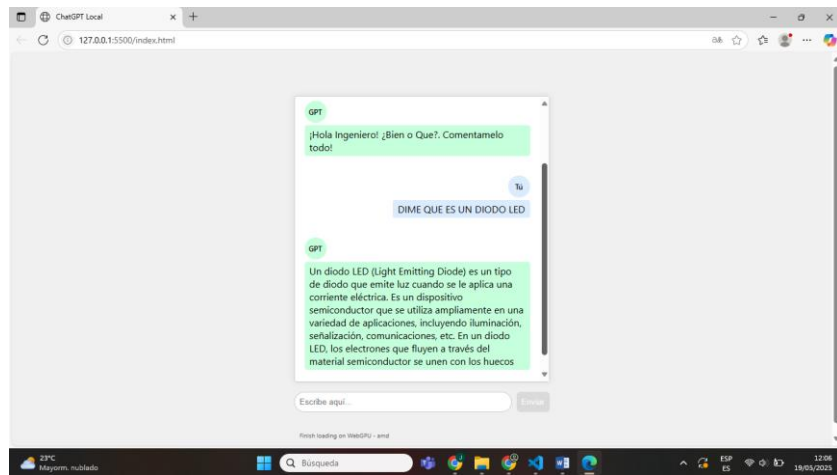 ChatGPT Local
127.0.0.1:5500/index.html
GPT
¡Hola Ingeniero! ¿Bien o Que?. Comentamelo
todo!
Tú
DIME QUE ES UN DIODO LED
GPT
Un diodo LED (Light Emitting Diode) es un tipo
de diodo que emite luz cuando se le aplica una
corriente eléctrica. Es un dispositivo
semiconductor que se utiliza ampliamente en una
variedad de aplicaciones, incluyendo iluminación,
señalización, comunicaciones, etc. En un diodo
LED, los electrones que fluyen a través del
material semiconductor se unen con los huecos
Escribe aquí...
Enviar
Finish loading on WebGPU - amd
23°C
Mayorm. nublado
Búsqueda
ESP
ES
12:06
19/05/2025